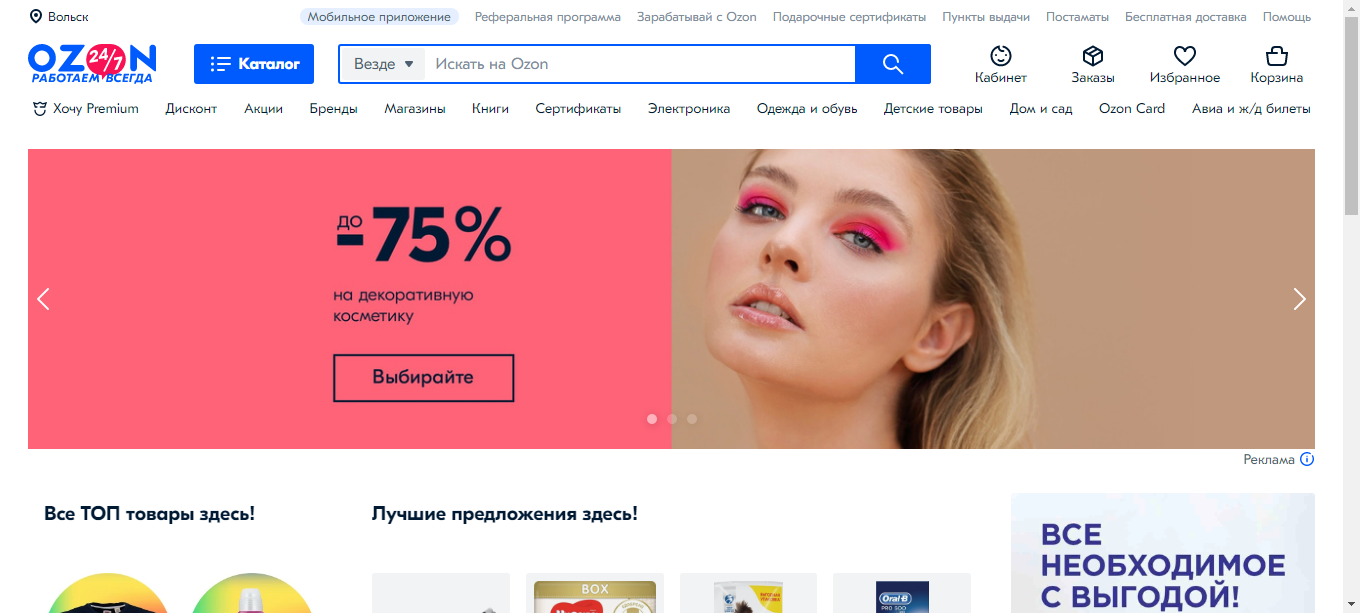 Вольск
Мобильное приложение
Реферальная программа
Зарабатывай с Ozon
Подарочные сертификаты
Пункты выдачи
Постаматы
Бесплатная доставка
Помощь
OZON
24/7
РАБОТАЕМ ВСЕГДА
Каталог
Везде
Искать на Ozon
Кабинет
Заказы
Избранное
Корзина
Хочу Premium
Дисконт
Акции
Бренды
Магазины
Книги
Сертификаты
Электроника
Одежда и обувь
Детские товары
Дом и сад
Ozon Card
Авиа и ж/д билеты
до
-75%
на декоративную
косметику
Выбирайте
Реклама
Все ТОП товары здесь!
Лучшие предложения здесь!
ВСЕ
НЕОБХОДИМОЕ
С ВЫГОДОЙ!
BOX
Oral-B
PRO 500